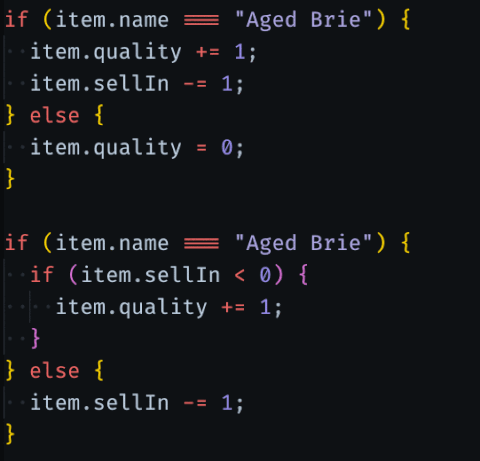 if (item.name === "Aged Brie") {
  item.quality += 1;
  item.sellIn -= 1;
} else {
  item.quality = 0;
}

if (item.name === "Aged Brie") {
  if (item.sellIn < 0) {
    item.quality += 1;
  }
} else {
  item.sellIn -= 1;
}